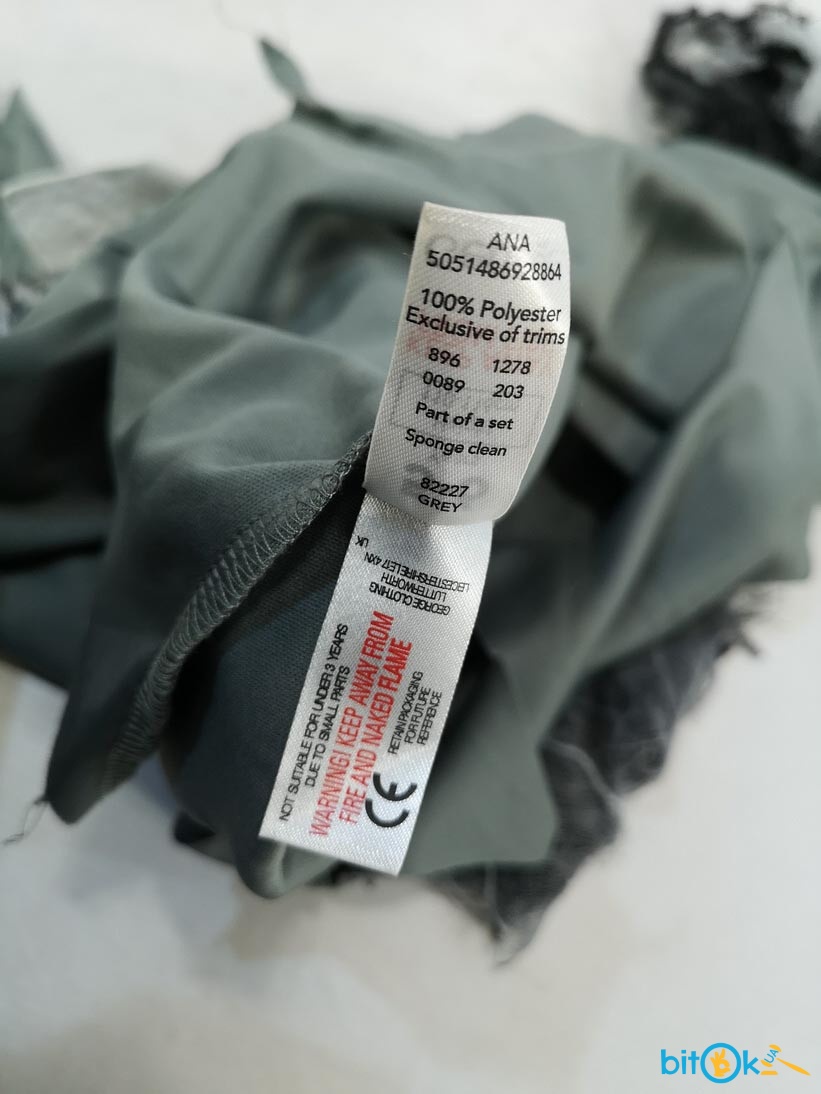 ANA
5051486928864
100% Polyester
Exclusive of trims
896 1278
0089 203
Part of a set
Sponge clean
82227
GREY
GEORGE CLOTHING
LUTTERWORTH
LEICESTERSHIRE LE17 4XN
UK
NOT SUITABLE FOR UNDER 3 YEARS
DUE TO SMALL PARTS
WARNING! KEEP AWAY FROM
FIRE AND NAKED FLAME
CE
RETAIN PACKAGING
FOR FUTURE
REFERENCE
bitOk UA